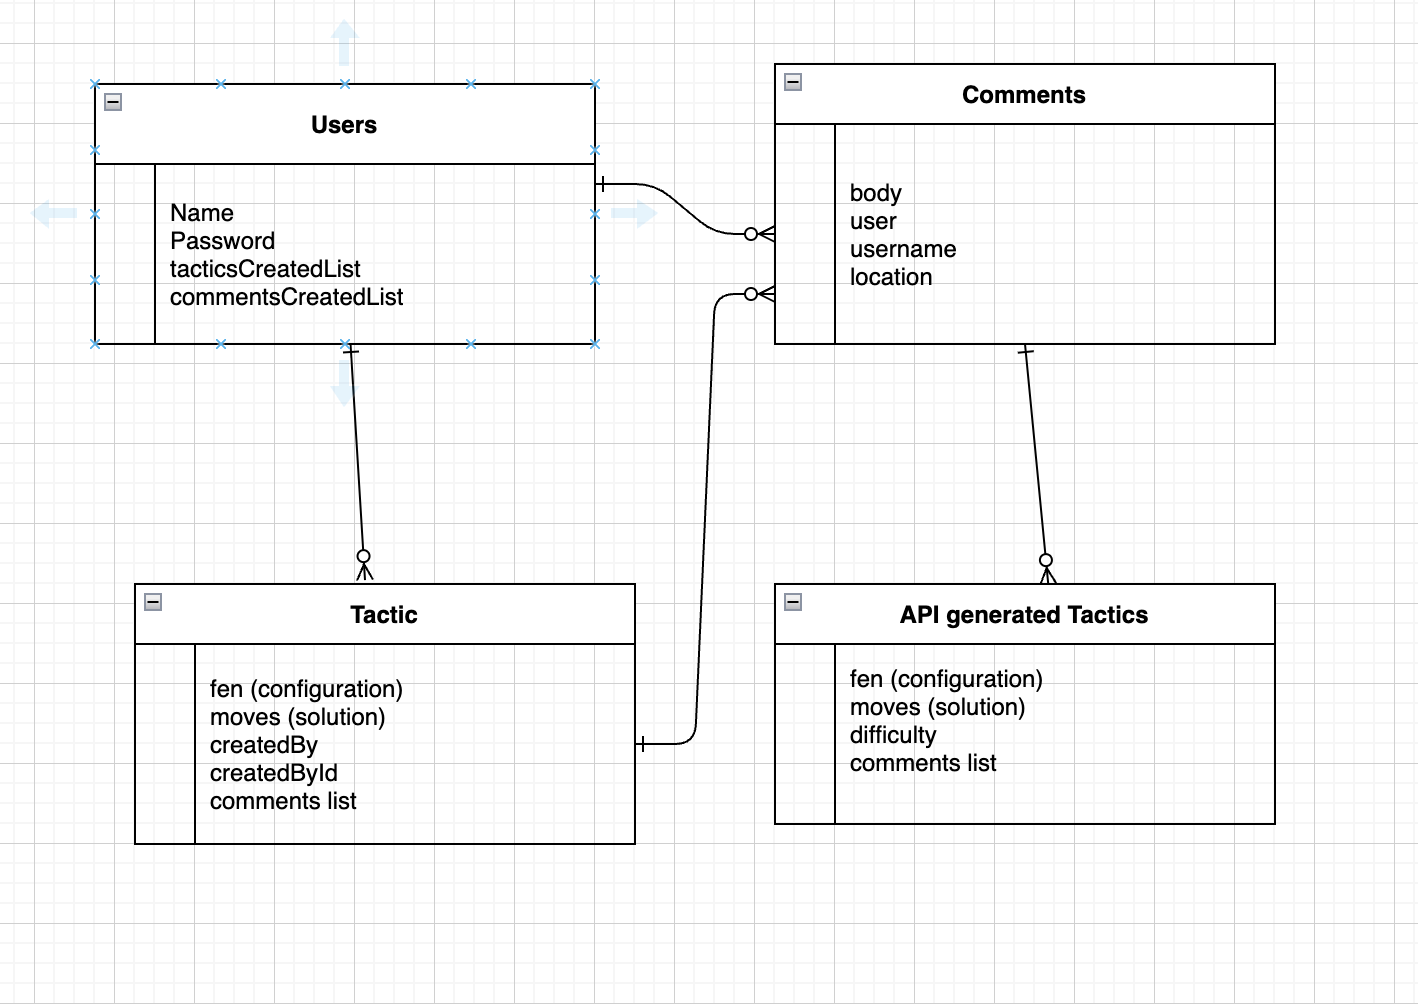 Users
Name
Password
tacticsCreatedList
commentsCreatedList
Comments
body
user
username
location
Tactic
fen (configuration)
moves (solution)
createdBy
createdById
comments list
API generated Tactics
fen (configuration)
moves (solution)
difficulty
comments list